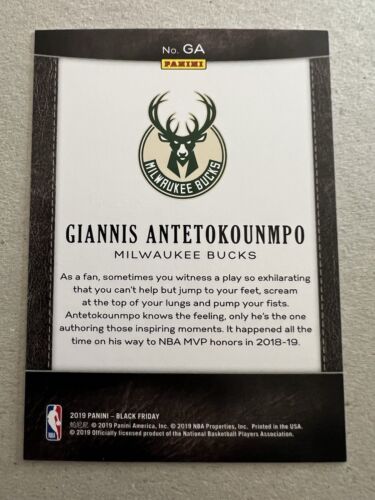 No. GA
PANINI
MILWAUKEE BUCKS
GIANNIS ANTETOKOUNMPO
MILWAUKEE BUCKS
As a fan, sometimes you witness a play so exhilarating
that you can't help but jump to your feet, scream
at the top of your lungs and pump your fists.
Antetokounmpo knows the feeling, only he's the one
authoring those inspiring moments. It happened all the
time on his way to NBA MVP honors in 2018-19.
2019 PANINI – BLACK FRIDAY
帕尼尼 © 2019 Panini America, Inc. © 2019 NBA Properties, Inc. Printed in the USA.
© 2019 Officially licensed product of the National Basketball Players Association.
NBA